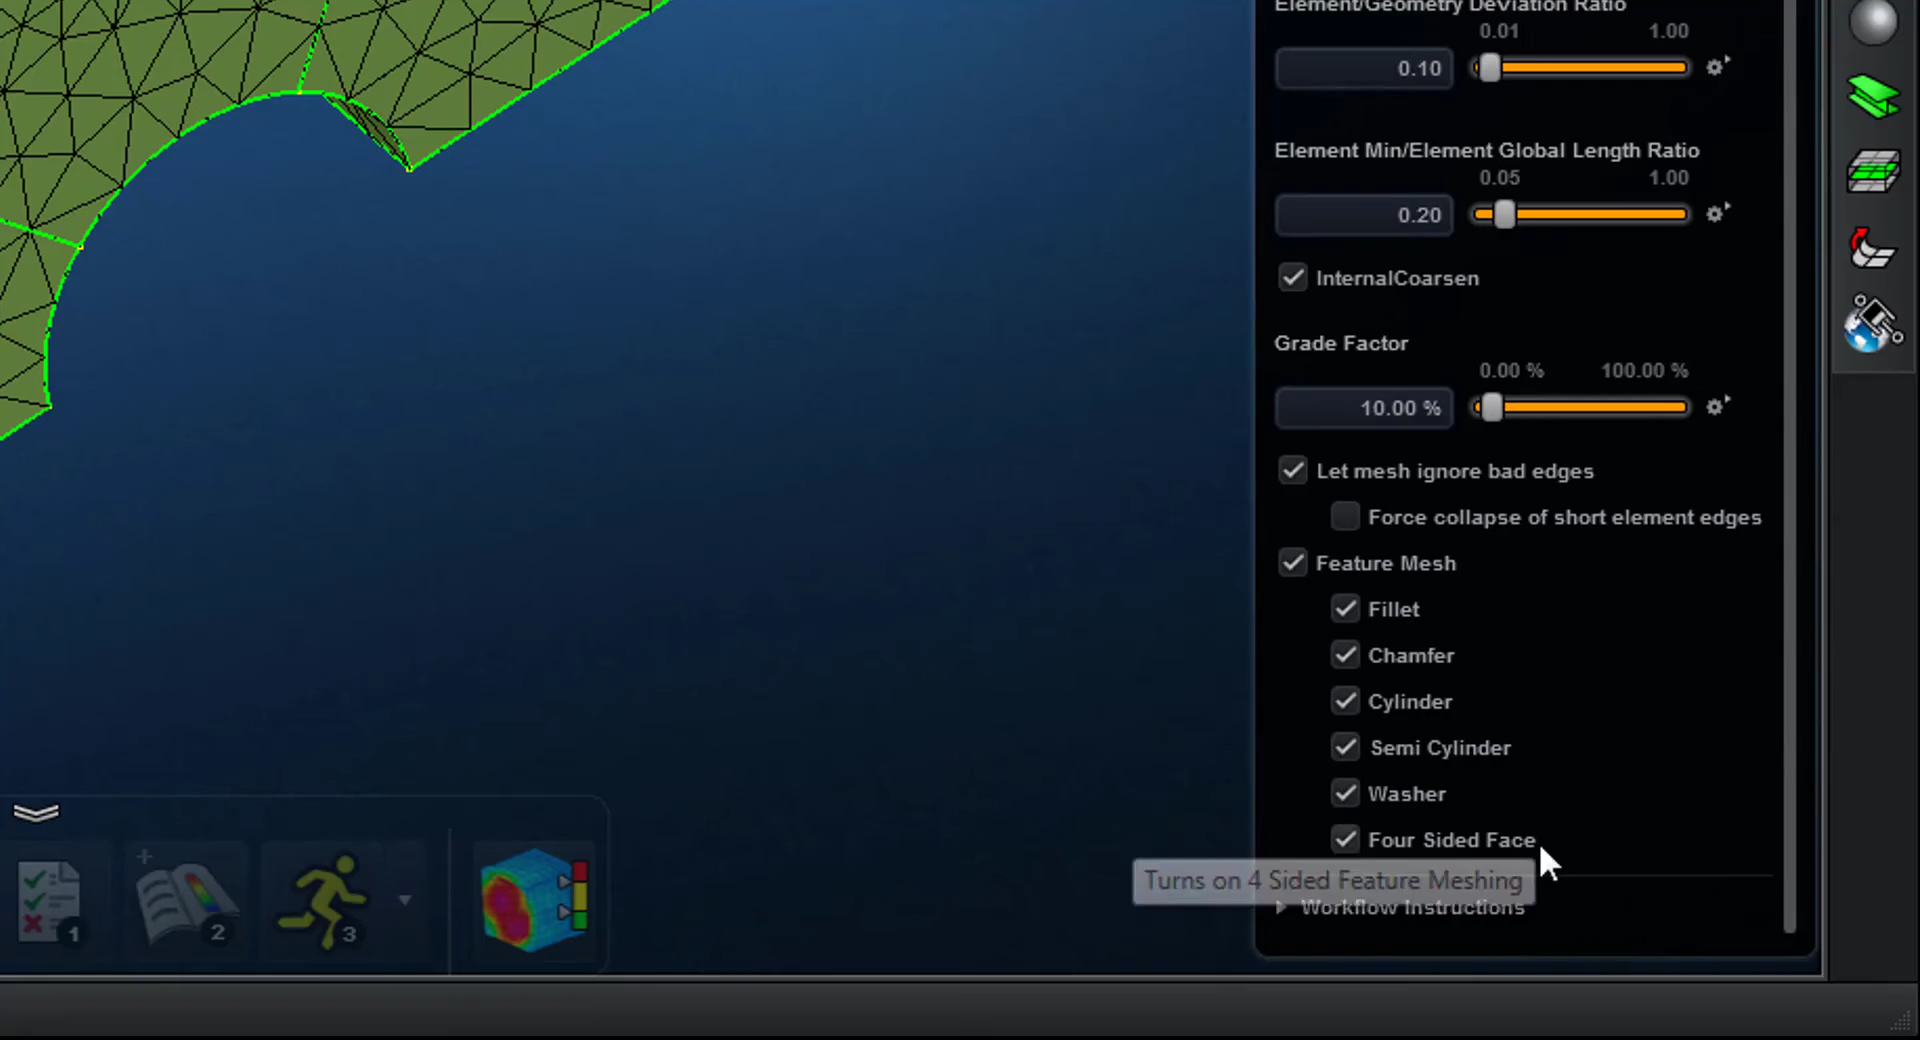 Element/Geometry Deviation Ratio
0.01 1.00
0.10
Element Min/Element Global Length Ratio
0.05 1.00
0.20
InternalCoarsen
Grade Factor
0.00 % 100.00 %
10.00 %
Let mesh ignore bad edges
Force collapse of short element edges
Feature Mesh
Fillet
Chamfer
Cylinder
Semi Cylinder
Washer
Four Sided Face
Turns on 4 Sided Feature Meshing
Workflow Instructions
1 2 3